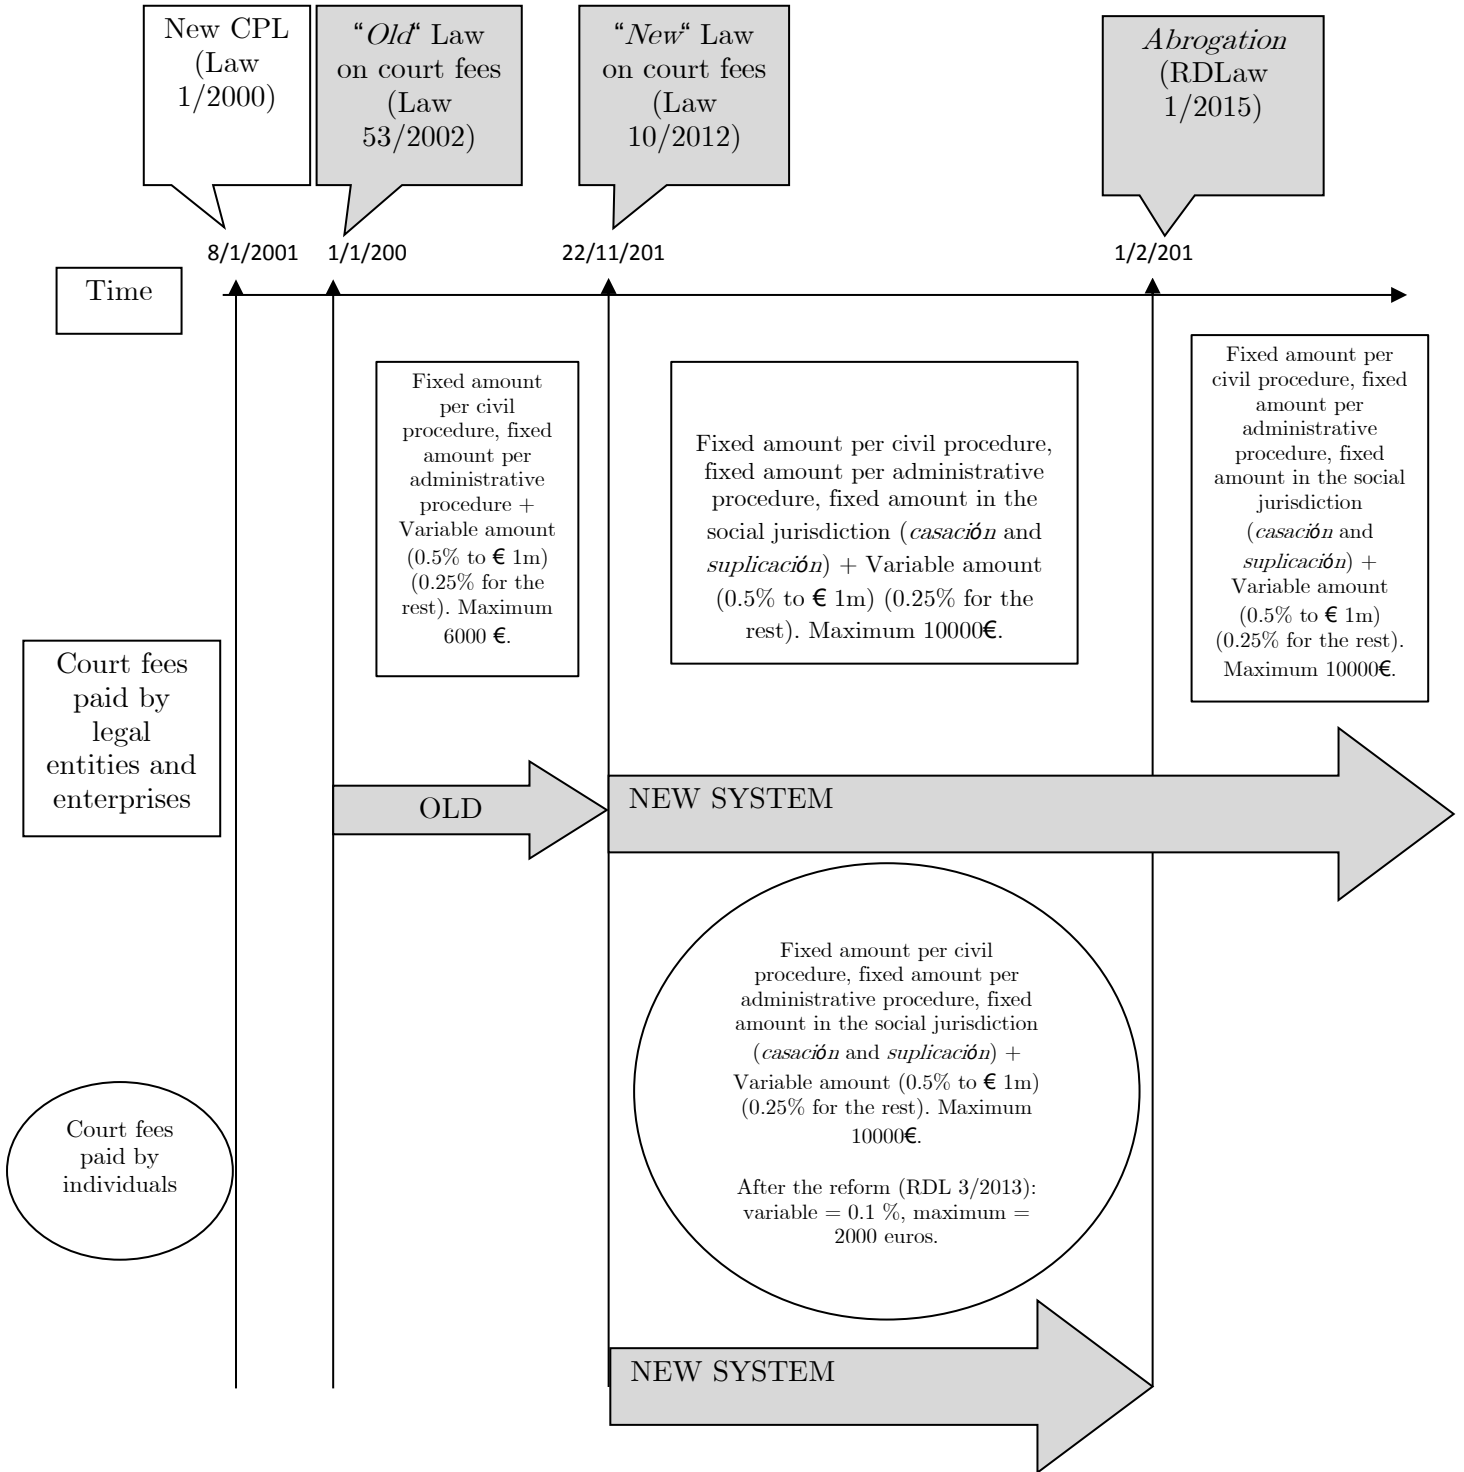 New CPL
(Law
1/2000)
“Old“ Law
on court fees
(Law
53/2002)
“New“ Law
on court fees
(Law
10/2012)
Abrogation
(RDLaw
1/2015)
8/1/2001
1/1/200
22/11/201
1/2/201
Time
Fixed amount
per civil
procedure, fixed
amount per
administrative
procedure +
Variable amount
(0.5% to € 1m)
(0.25% for the
rest). Maximum
6000 €.
Fixed amount per civil procedure,
fixed amount per administrative
procedure, fixed amount in the
social jurisdiction (casación and
suplicación) + Variable amount
(0.5% to € 1m) (0.25% for the
rest). Maximum 10000€.
Fixed amount per
civil procedure, fixed
amount per
administrative
procedure, fixed
amount in the social
jurisdiction
(casación and
suplicación) +
Variable amount
(0.5% to € 1m)
(0.25% for the rest).
Maximum 10000€.
Court fees
paid by
legal
entities and
enterprises
OLD
NEW SYSTEM
Fixed amount per civil
procedure, fixed amount per
administrative procedure, fixed
amount in the social jurisdiction
(casación and suplicación) +
Variable amount (0.5% to € 1m)
(0.25% for the rest). Maximum
10000€.
After the reform (RDL 3/2013):
variable = 0.1 %, maximum =
2000 euros.
Court fees
paid by
individuals
NEW SYSTEM